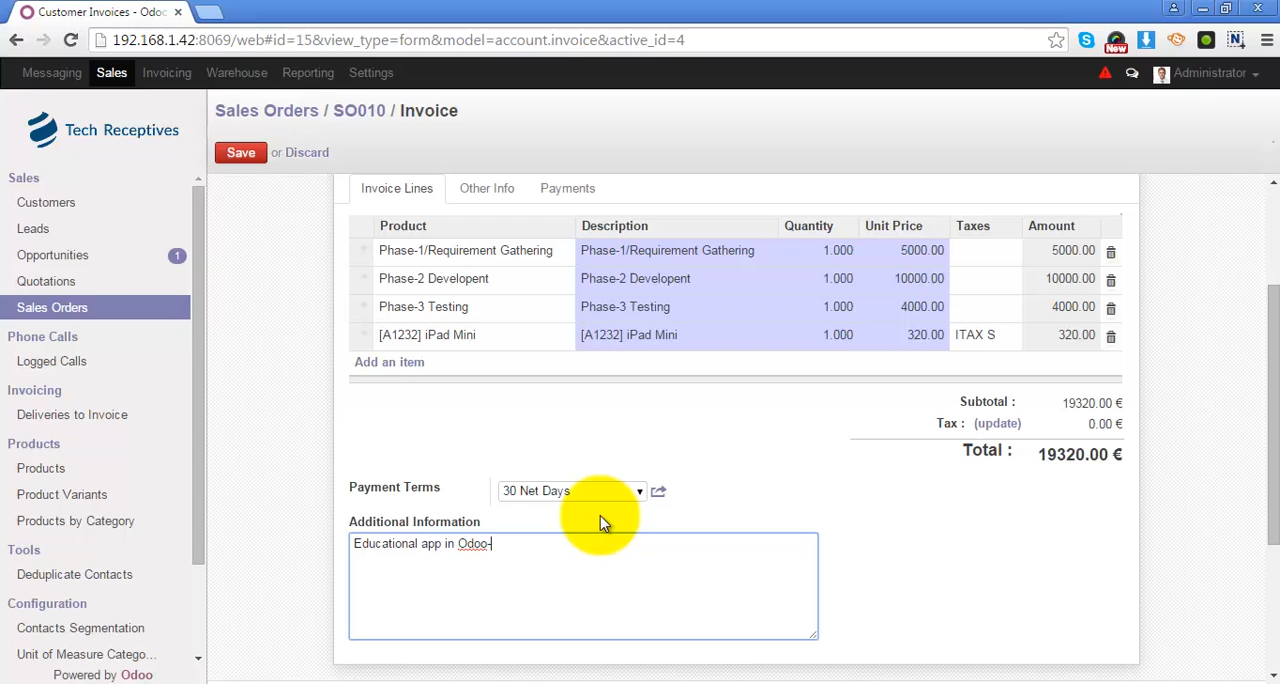 Customer Invoices - Odoo
192.168.1.42:8069/web#id=15&view_type=form&model=account.invoice&active_id=4
New
Messaging Sales Invoicing Warehouse Reporting Settings Administrator
Tech Receptives
Sales Orders / SO010 / Invoice
Save or Discard
Sales
Customers
Leads
Opportunities 1
Quotations
Sales Orders
Phone Calls
Logged Calls
Invoicing
Deliveries to Invoice
Products
Products
Product Variants
Products by Category
Tools
Deduplicate Contacts
Configuration
Contacts Segmentation
Unit of Measure Catego...
Powered by Odoo
Invoice Lines Other Info Payments
Product Description Quantity Unit Price Taxes Amount
Phase-1/Requirement Gathering Phase-1/Requirement Gathering 1.000 5000.00 5000.00
Phase-2 Developent Phase-2 Developent 1.000 10000.00 10000.00
Phase-3 Testing Phase-3 Testing 1.000 4000.00 4000.00
[A1232] iPad Mini [A1232] iPad Mini 1.000 320.00 ITAX S 320.00
Add an item
Subtotal : 19320.00 €
Tax : (update) 0.00 €
Total : 19320.00 €
Payment Terms 30 Net Days
Additional Information
Educational app in Odoo-